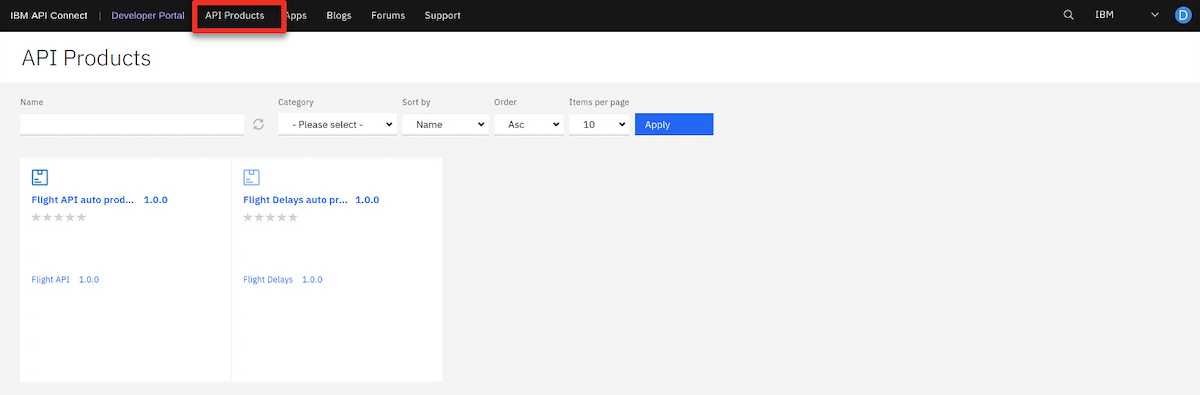 IBM API Connect | Developer Portal API Products Apps Blogs Forums Support IBM D
API Products
Name Category Sort by Order Items per page
- Please select - Name Asc 10 Apply
Flight API auto prod... 1.0.0 Flight Delays auto pr... 1.0.0
Flight API 1.0.0 Flight Delays 1.0.0